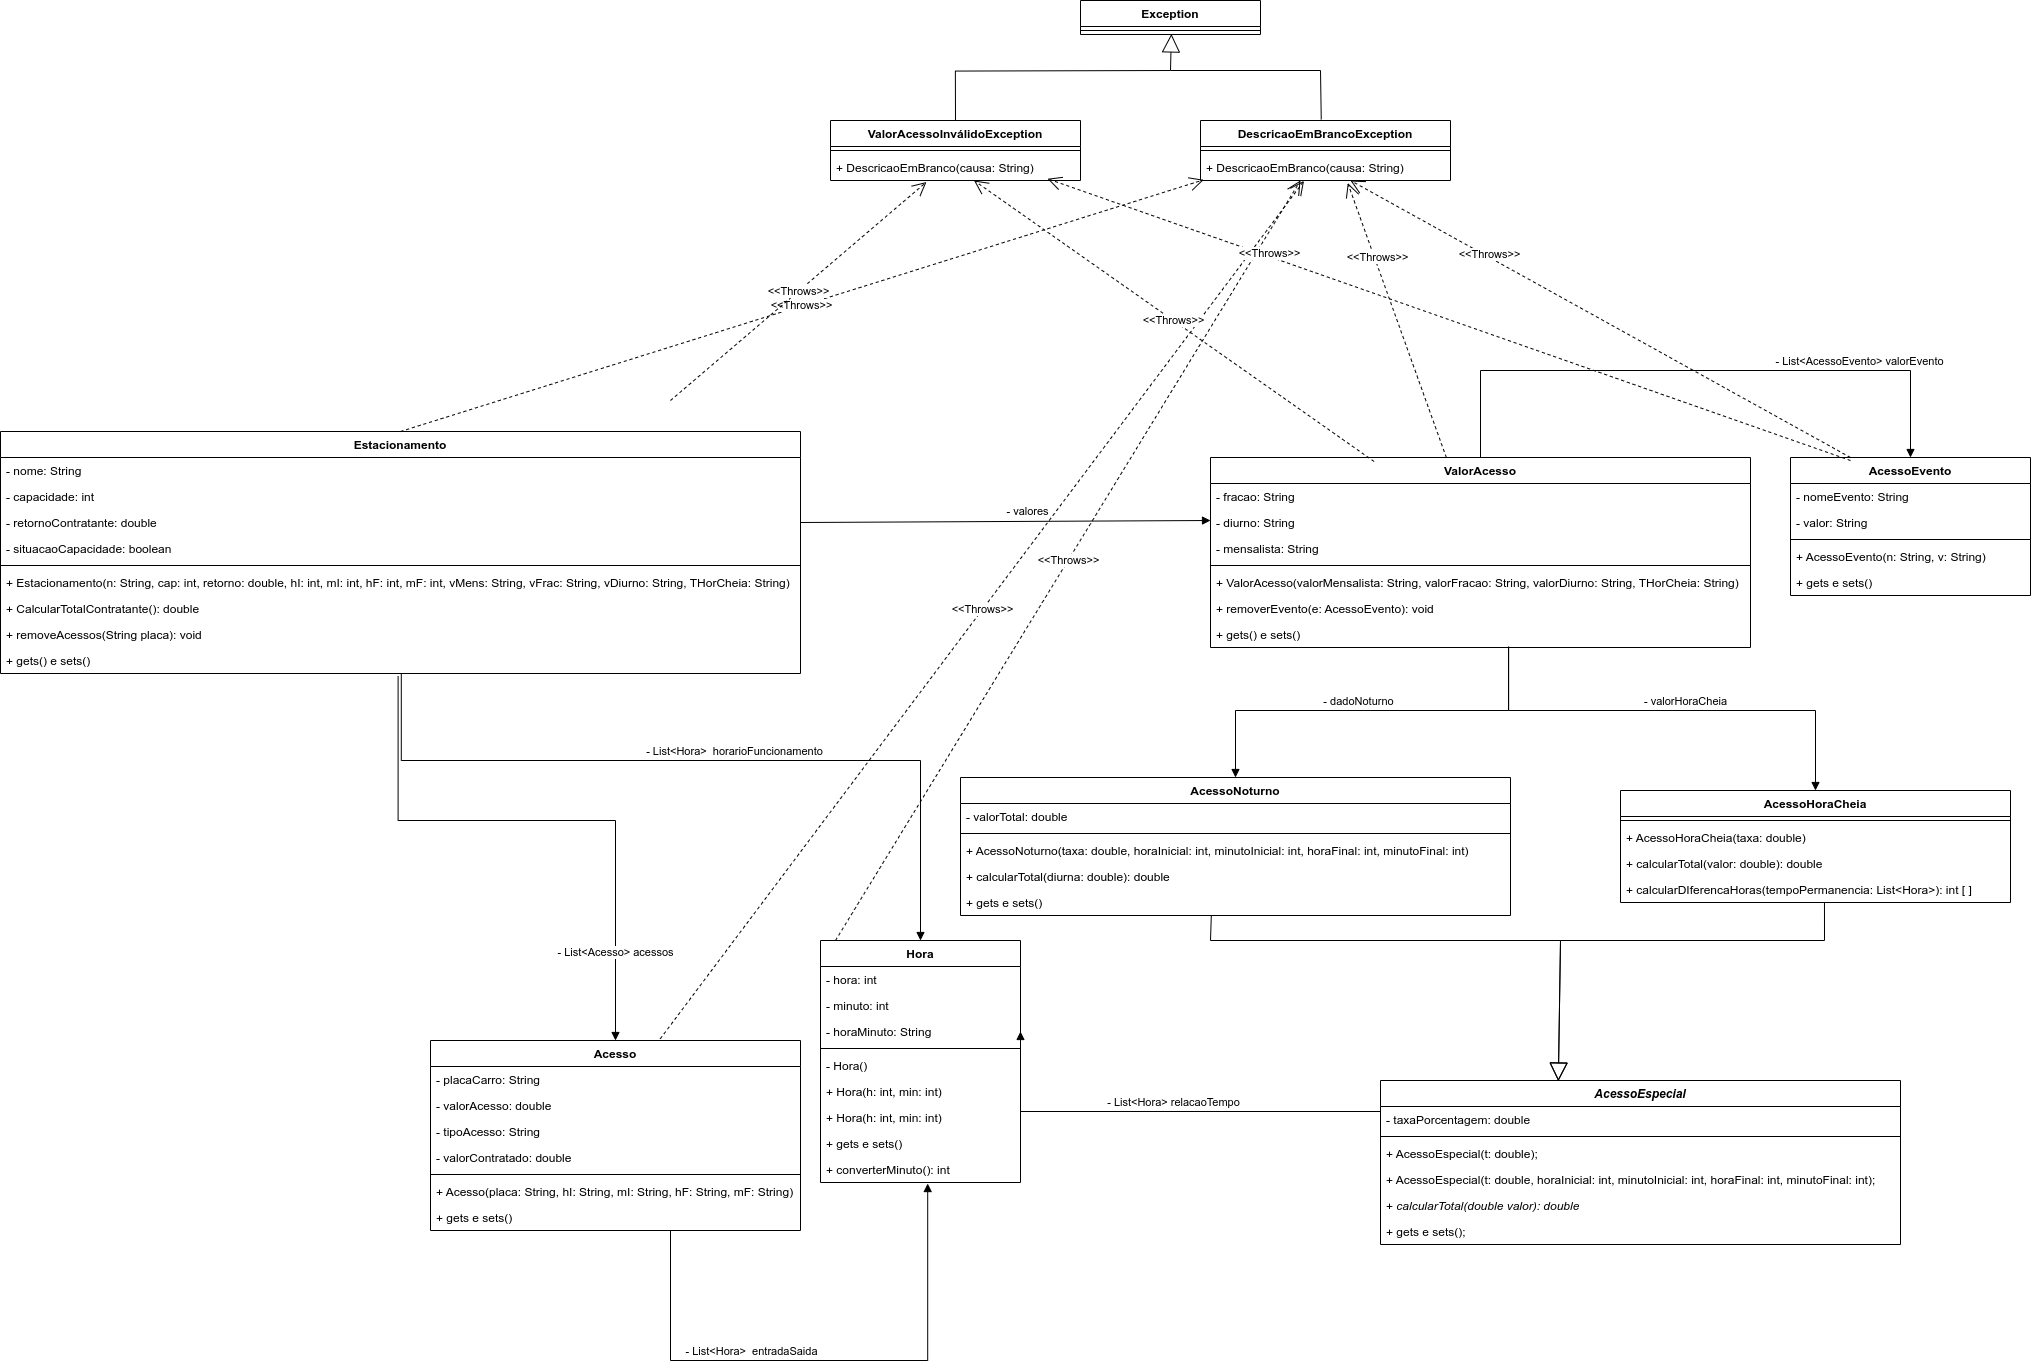 Exception
ValorAcessoInválidoException
+ DescricaoEmBranco(causa: String)
DescricaoEmBrancoException
+ DescricaoEmBranco(causa: String)
<<Throws>>
<<Throws>>
<<Throws>>
<<Throws>>
<<Throws>>
<<Throws>>
- List<AcessoEvento> valorEvento
Estacionamento
- nome: String
- capacidade: int
- retornoContratante: double
- situacaoCapacidade: boolean
+ Estacionamento(n: String, cap: int, retorno: double, hI: int, mI: int, hF: int, mF: int, vMens: String, vFrac: String, vDiurno: String, THorCheia: String)
+ CalcularTotalContratante(): double
+ removeAcessos(String placa): void
+ gets() e sets()
- valores
ValorAcesso
- fracao: String
- diurno: String
- mensalista: String
+ ValorAcesso(valorMensalista: String, valorFracao: String, valorDiurno: String, THorCheia: String)
+ removerEvento(e: AcessoEvento): void
+ gets() e sets()
AcessoEvento
- nomeEvento: String
- valor: String
+ AcessoEvento(n: String, v: String)
+ gets e sets()
<<Throws>>
<<Throws>>
- dadoNoturno
- valorHoraCheia
- List<Hora>  horarioFuncionamento
AcessoNoturno
- valorTotal: double
+ AcessoNoturno(taxa: double, horaInicial: int, minutoInicial: int, horaFinal: int, minutoFinal: int)
+ calcularTotal(diurna: double): double
+ gets e sets()
AcessoHoraCheia
+ AcessoHoraCheia(taxa: double)
+ calcularTotal(valor: double): double
+ calcularDIferencaHoras(tempoPermanencia: List<Hora>): int [ ]
- List<Acesso> acessos
Hora
- hora: int
- minuto: int
- horaMinuto: String
- Hora()
+ Hora(h: int, min: int)
+ Hora(h: int, min: int)
+ gets e sets()
+ converterMinuto(): int
Acesso
- placaCarro: String
- valorAcesso: double
- tipoAcesso: String
- valorContratado: double
+ Acesso(placa: String, hI: String, mI: String, hF: String, mF: String)
+ gets e sets()
- List<Hora> relacaoTempo
AcessoEspecial
- taxaPorcentagem: double
+ AcessoEspecial(t: double);
+ AcessoEspecial(t: double, horaInicial: int, minutoInicial: int, horaFinal: int, minutoFinal: int);
+ calcularTotal(double valor): double
+ gets e sets();
- List<Hora>  entradaSaida